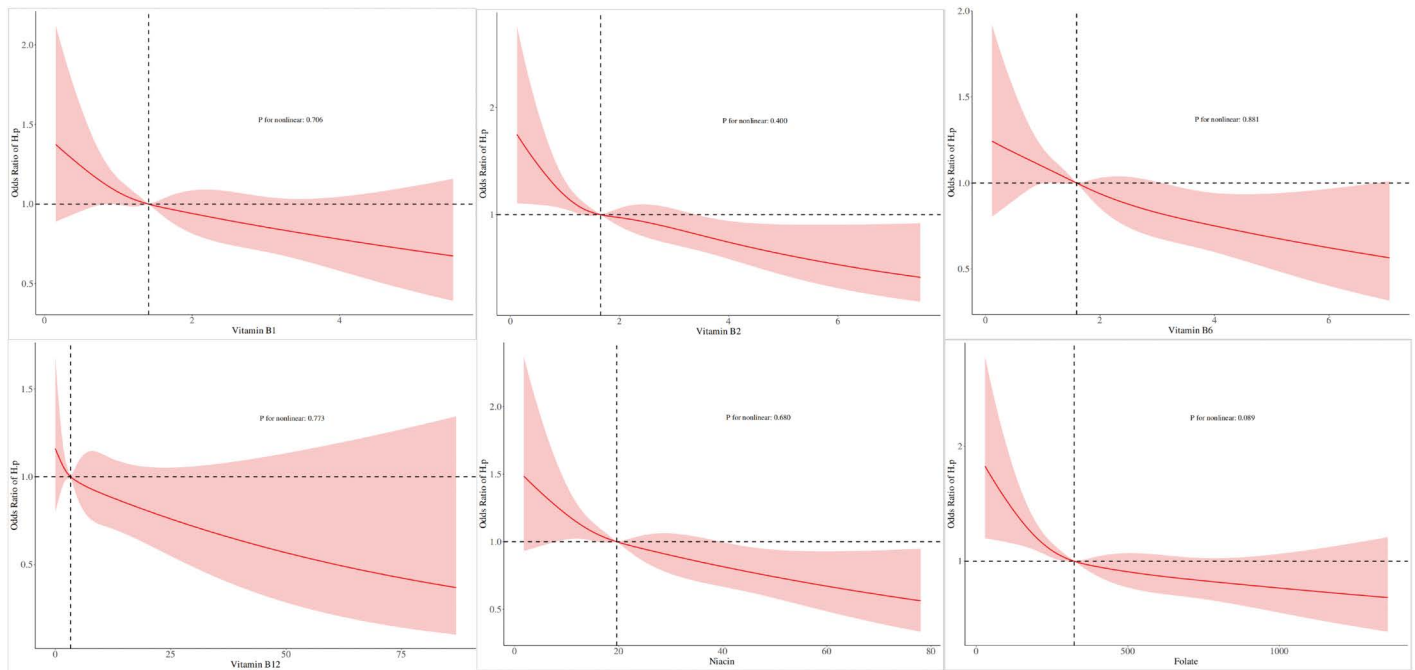 2.0
1.5
1.0
0.5
Odds Ratio of H.p
P for nonlinear: 0.706
0
2
4
Vitamin B1
2
1
Odds Ratio of H.p
P for nonlinear: 0.400
0
2
4
6
Vitamin B2
2.0
1.5
1.0
0.5
Odds Ratio of H.p
P for nonlinear: 0.881
0
2
4
6
Vitamin B6
1.5
1.0
0.5
Odds Ratio of H.p
P for nonlinear: 0.773
0
25
50
75
Vitamin B12
2.0
1.5
1.0
0.5
Odds Ratio of H.p
P for nonlinear: 0.680
0
20
40
60
80
Niacin
2
1
Odds Ratio of H.p
P for nonlinear: 0.089
0
500
1000
Folate